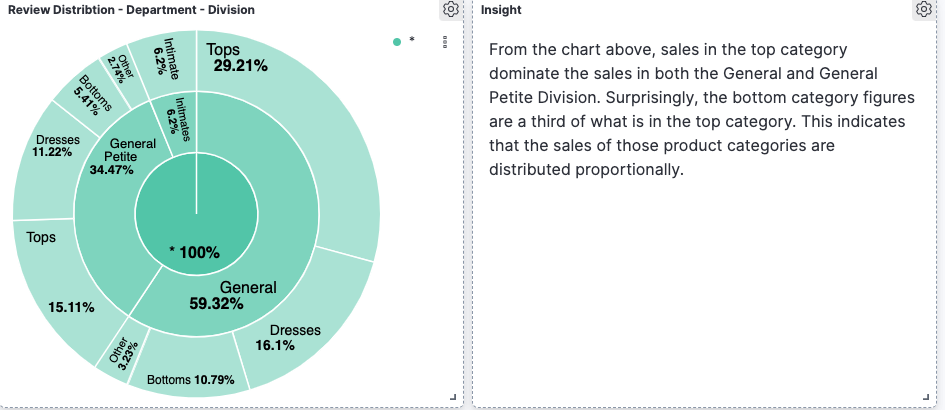 Review Distribtion - Department - Division
Intimate
6.2%
Tops
29.21%
*
Other
2.74%
Bottoms
5.41%
Initmates
6.2%
Dresses
11.22%
General
Petite
34.47%
* 100%
Tops
15.11%
General
59.32%
Dresses
16.1%
Other
3.23%
Bottoms 10.79%
Insight
From the chart above, sales in the top category
dominate the sales in both the General and General
Petite Division. Surprisingly, the bottom category figures
are a third of what is in the top category. This indicates
that the sales of those product categories are
distributed proportionally.